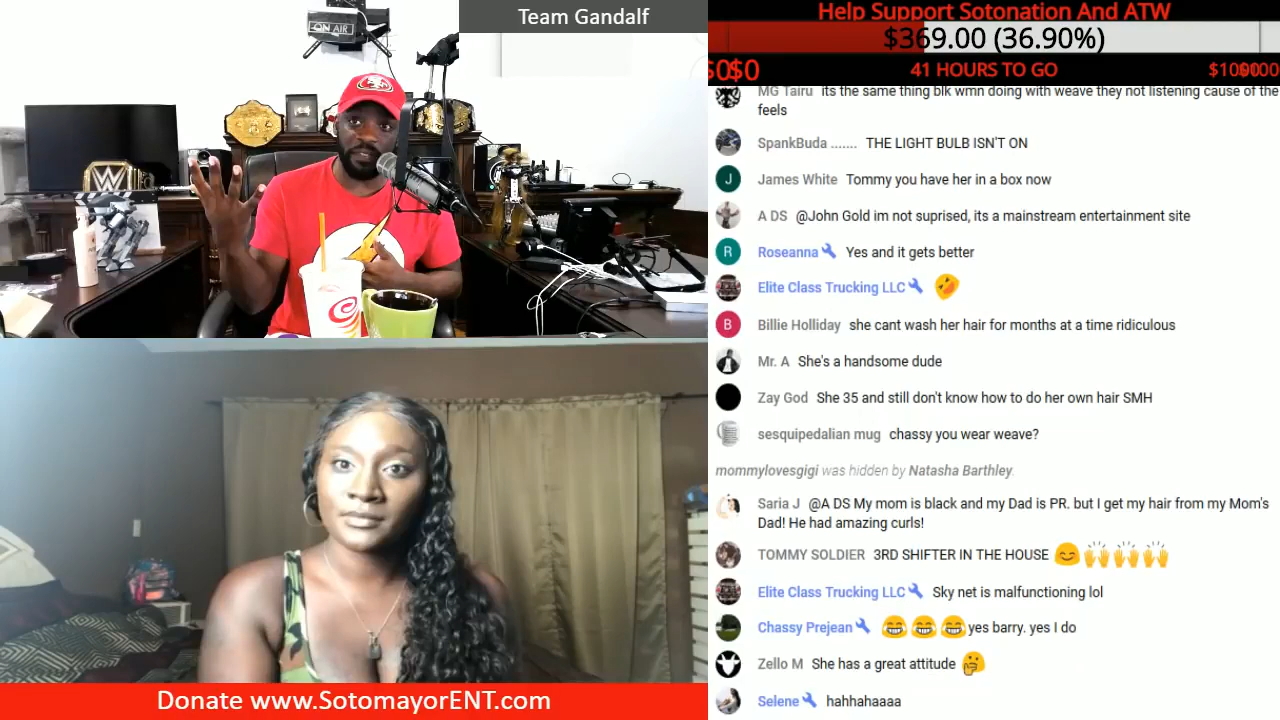 Team Gandalf
ON AIR
W
Help Support Sotonation And ATW
$369.00 (36.90%)
41 HOURS TO GO
MG Tairu its the same thing blk wmn doing with weave they not listening cause of the
feels
SpankBuda ....... THE LIGHT BULB ISN'T ON
J
James White Tommy you have her in a box now
A DS @John Gold im not suprised, its a mainstream entertainment site
R
Roseanna Yes and it gets better
Elite Class Trucking LLC 🤣
B
Billie Holliday she cant wash her hair for months at a time ridiculous
Mr. A She's a handsome dude
Zay God She 35 and still don't know how to do her own hair SMH
sesquipedalian mug chassy you wear weave?
mommylovesgigi was hidden by Natasha Barthley.
Saria J @A DS My mom is black and my Dad is PR. but I get my hair from my Mom's
Dad! He had amazing curls!
TOMMY SOLDIER 3RD SHIFTER IN THE HOUSE 😊🙌🙌🙌
Elite Class Trucking LLC Sky net is malfunctioning lol
Chassy Prejean 😂😂😂 yes barry. yes I do
Zello M She has a great attitude 🤔
Selene hahhahaaaa
Donate www.SotomayorENT.com